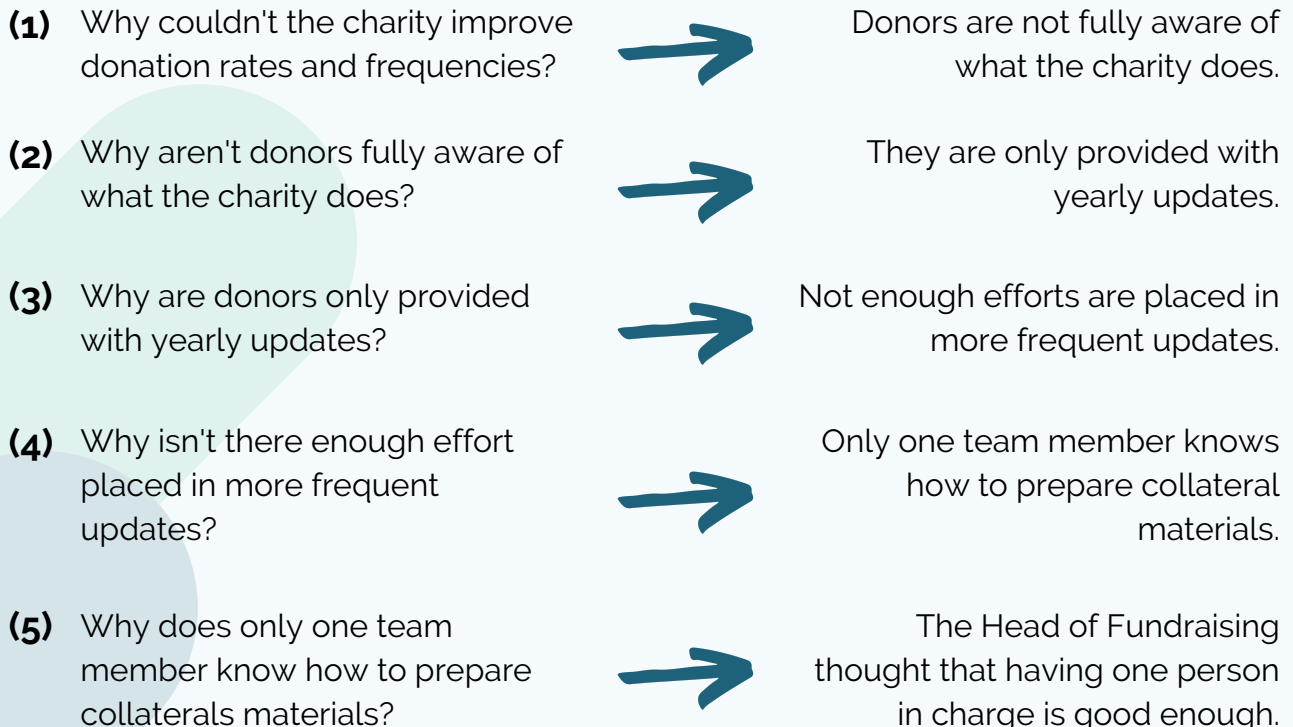 (1) Why couldn't the charity improve
donation rates and frequencies?
Donors are not fully aware of
what the charity does.
(2) Why aren't donors fully aware of
what the charity does?
They are only provided with
yearly updates.
(3) Why are donors only provided
with yearly updates?
Not enough efforts are placed in
more frequent updates.
(4) Why isn't there enough effort
placed in more frequent
updates?
Only one team member knows
how to prepare collateral
materials.
(5) Why does only one team
member know how to prepare
collaterals materials?
The Head of Fundraising
thought that having one person
in charge is good enough.